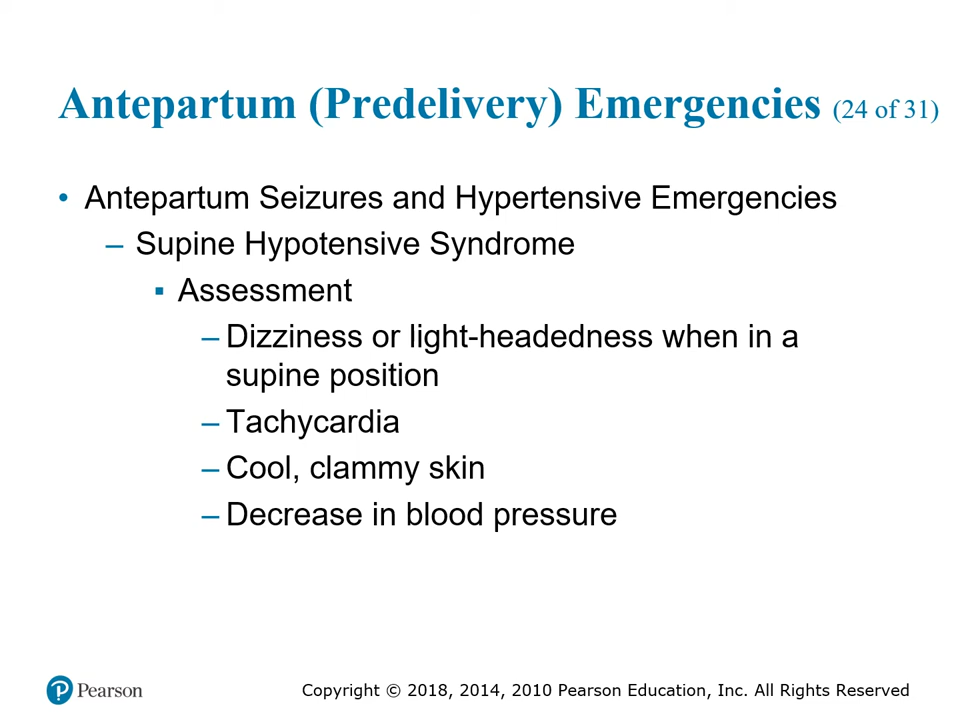 Antepartum (Predelivery) Emergencies (24 of 31)
• Antepartum Seizures and Hypertensive Emergencies
– Supine Hypotensive Syndrome
▪ Assessment
– Dizziness or light-headedness when in a
supine position
– Tachycardia
– Cool, clammy skin
– Decrease in blood pressure
Pearson
Copyright © 2018, 2014, 2010 Pearson Education, Inc. All Rights Reserved